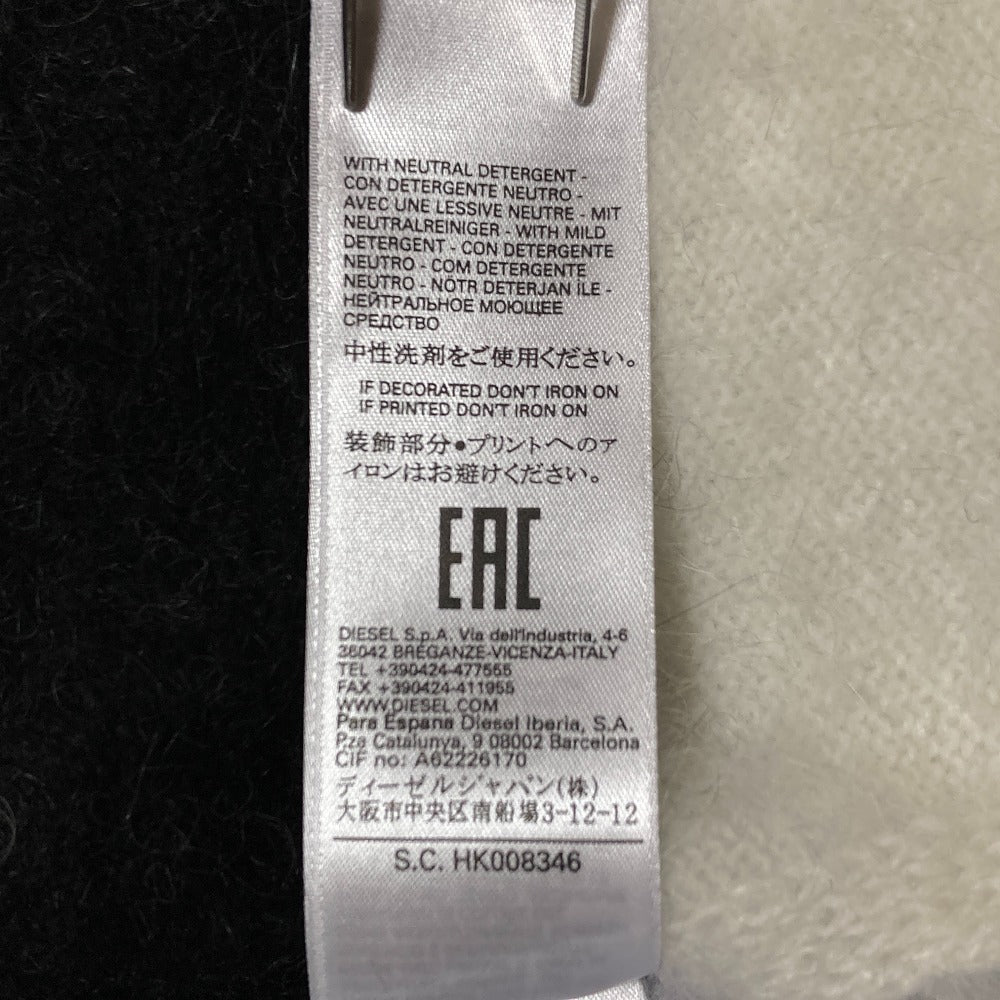 WITH NEUTRAL DETERGENT -
CON DETERGENTE NEUTRO -
AVEC UNE LESSIVE NEUTRE - MIT
NEUTRALREINIGER - WITH MILD
DETERGENT - CON DETERGENTE
NEUTRO - COM DETERGENTE
NEUTRO - NÖTR DETERJAN İLE -
НЕЙТРАЛЬНОЕ МОЮЩЕЕ
СРЕДСТВО
中性洗剤をご使用ください。
IF DECORATED DON'T IRON ON
IF PRINTED DON'T IRON ON
装飾部分●プリントへのア
イロンはお避けください。
EAC
DIESEL S.p.A. Via dell'Industria, 4-6
36042 BREGANZE-VICENZA-ITALY
TEL +390424-477555
FAX +390424-411955
WWW.DIESEL.COM
Para Espana Diesel Iberia, S.A.
Pza Catalunya, 9 08002 Barcelona
CIF no: A62226170
ディーゼルジャパン(株)
大阪市中央区南船場3-12-12
S.C. HK008346